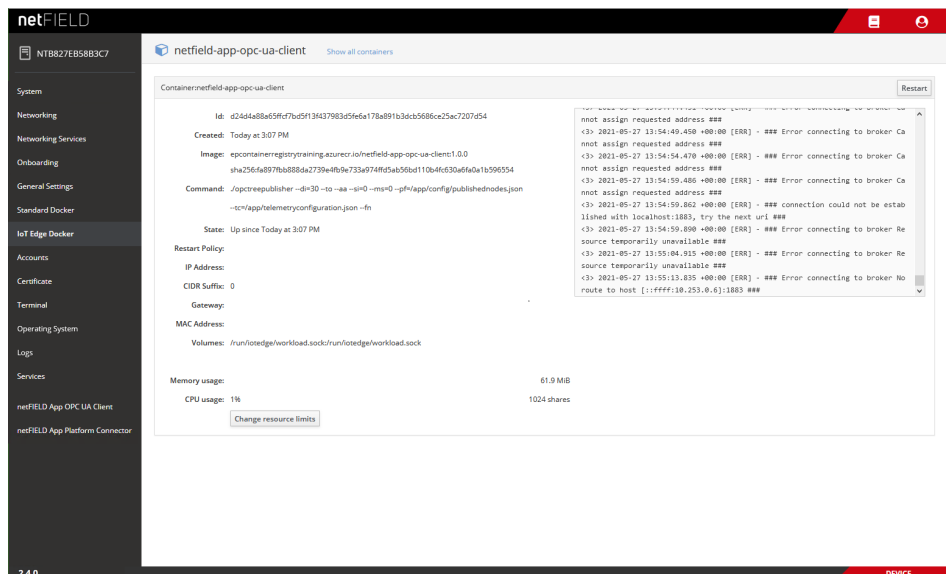 netFIELD
NTB827EB58B3C7
netfield-app-opc-ua-client
Show all containers
System
Networking
Networking Services
Onboarding
General Settings
Standard Docker
IoT Edge Docker
Accounts
Certificate
Terminal
Operating System
Logs
Services
netFIELD App OPC UA Client
netFIELD App Platform Connector
2.4.0
Container:netfield-app-opc-ua-client
Restart
Id: d24d4a88a65ffcf7bd5f13f437983d5fe6a178a891b3dcb5686ce25ac7207d54
Created: Today at 3:07 PM
Image: epcontainerregistrytraining.azurecr.io/netfield-app-opc-ua-client:1.0.0
sha256:fa897fbb888da2739e4fb9e733a974ffd5ab56bd110b4fc630a6fa0a1b596554
Command: ./opctreepublisher --di=30 --to --aa --si=0 --ms=0 --pf=/app/config/publishednodes.json
--tc=/app/telemetryconfiguration.json --fn
State: Up since Today at 3:07 PM
Restart Policy:
IP Address:
CIDR Suffix: 0
Gateway:
MAC Address:
Volumes: /run/iotedge/workload.sock:/run/iotedge/workload.sock
Memory usage: 61.9 MiB
CPU usage: 1% 1024 shares
Change resource limits
nnot assign requested address ###
<3> 2021-05-27 13:54:49.450 +00:00 [ERR] - ### Error connecting to broker Ca
nnot assign requested address ###
<3> 2021-05-27 13:54:54.470 +00:00 [ERR] - ### Error connecting to broker Ca
nnot assign requested address ###
<3> 2021-05-27 13:54:59.486 +00:00 [ERR] - ### Error connecting to broker Ca
nnot assign requested address ###
<3> 2021-05-27 13:54:59.862 +00:00 [ERR] - ### connection could not be estab
lished with localhost:1883, try the next uri ###
<3> 2021-05-27 13:54:59.890 +00:00 [ERR] - ### Error connecting to broker Re
source temporarily unavailable ###
<3> 2021-05-27 13:55:04.915 +00:00 [ERR] - ### Error connecting to broker Re
source temporarily unavailable ###
<3> 2021-05-27 13:55:13.835 +00:00 [ERR] - ### Error connecting to broker No
route to host [::ffff:10.253.0.6]:1883 ###
DEVICE